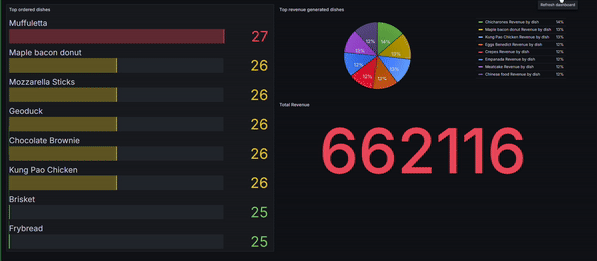 Top ordered dishes
Muffuletta
27
Maple bacon donut
26
Mozzarella Sticks
26
Geoduck
26
Chocolate Brownie
26
Kung Pao Chicken
26
Brisket
25
Frybread
25
Refresh dashboard
Top revenue generated dishes
14%
13%
12%
12%
12%
13%
12%
Chicharones Revenue by dish 14%
Maple bacon donut Revenue by dish 13%
Kung Pao Chicken Revenue by dish 13%
Eggs Benedict Revenue by dish 12%
Crepes Revenue by dish 12%
Empanada Revenue by dish 12%
Meatcake Revenue by dish 12%
Chinese food Revenue by dish 12%
Total Revenue
662116